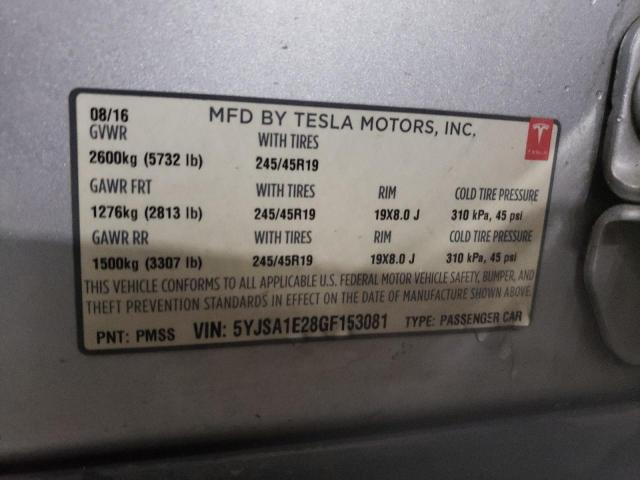 08/16 MFD BY TESLA MOTORS, INC.
GVWR WITH TIRES
2600kg (5732 lb) 245/45R19
TESLA
GAWR FRT WITH TIRES RIM COLD TIRE PRESSURE
1276kg (2813 lb) 245/45R19 19X8.0 J 310 kPa, 45 psi
GAWR RR WITH TIRES RIM COLD TIRE PRESSURE
1500kg (3307 lb) 245/45R19 19X8.0 J 310 kPa, 45 psi
THIS VEHICLE CONFORMS TO ALL APPLICABLE U.S. FEDERAL MOTOR VEHICLE SAFETY, BUMPER, AND
THEFT PREVENTION STANDARDS IN EFFECT ON THE DATE OF MANUFACTURE SHOWN ABOVE.
PNT: PMSS VIN: 5YJSA1E28GF153081 TYPE: PASSENGER CAR